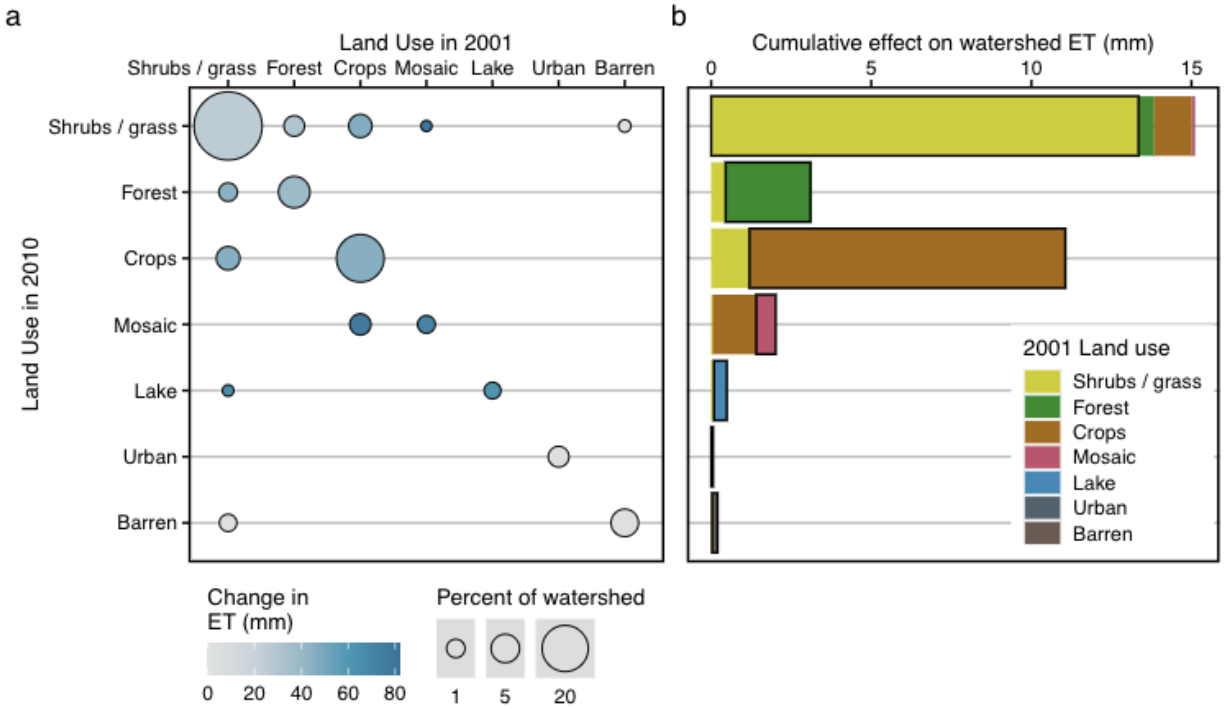 a
b
Land Use in 2001
Cumulative effect on watershed ET (mm)
Shrubs / grass Forest Crops Mosaic Lake Urban Barren
0 5 10 15
Land Use in 2010
Shrubs / grass
Forest
Crops
Mosaic
Lake
Urban
Barren
2001 Land use
Shrubs / grass
Forest
Crops
Mosaic
Lake
Urban
Barren
Change in
ET (mm)
0 20 40 60 80
Percent of watershed
1 5 20